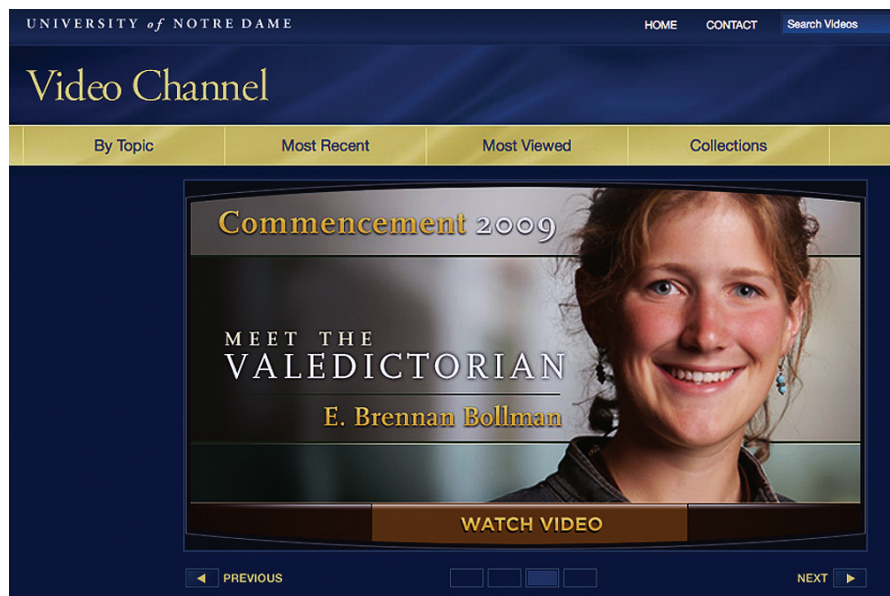 UNIVERSITY of NOTRE DAME
HOME CONTACT Search Videos
Video Channel
By Topic Most Recent Most Viewed Collections
Commencement 2009
MEET THE
VALEDICTORIAN
E. Brennan Bollman
WATCH VIDEO
PREVIOUS NEXT